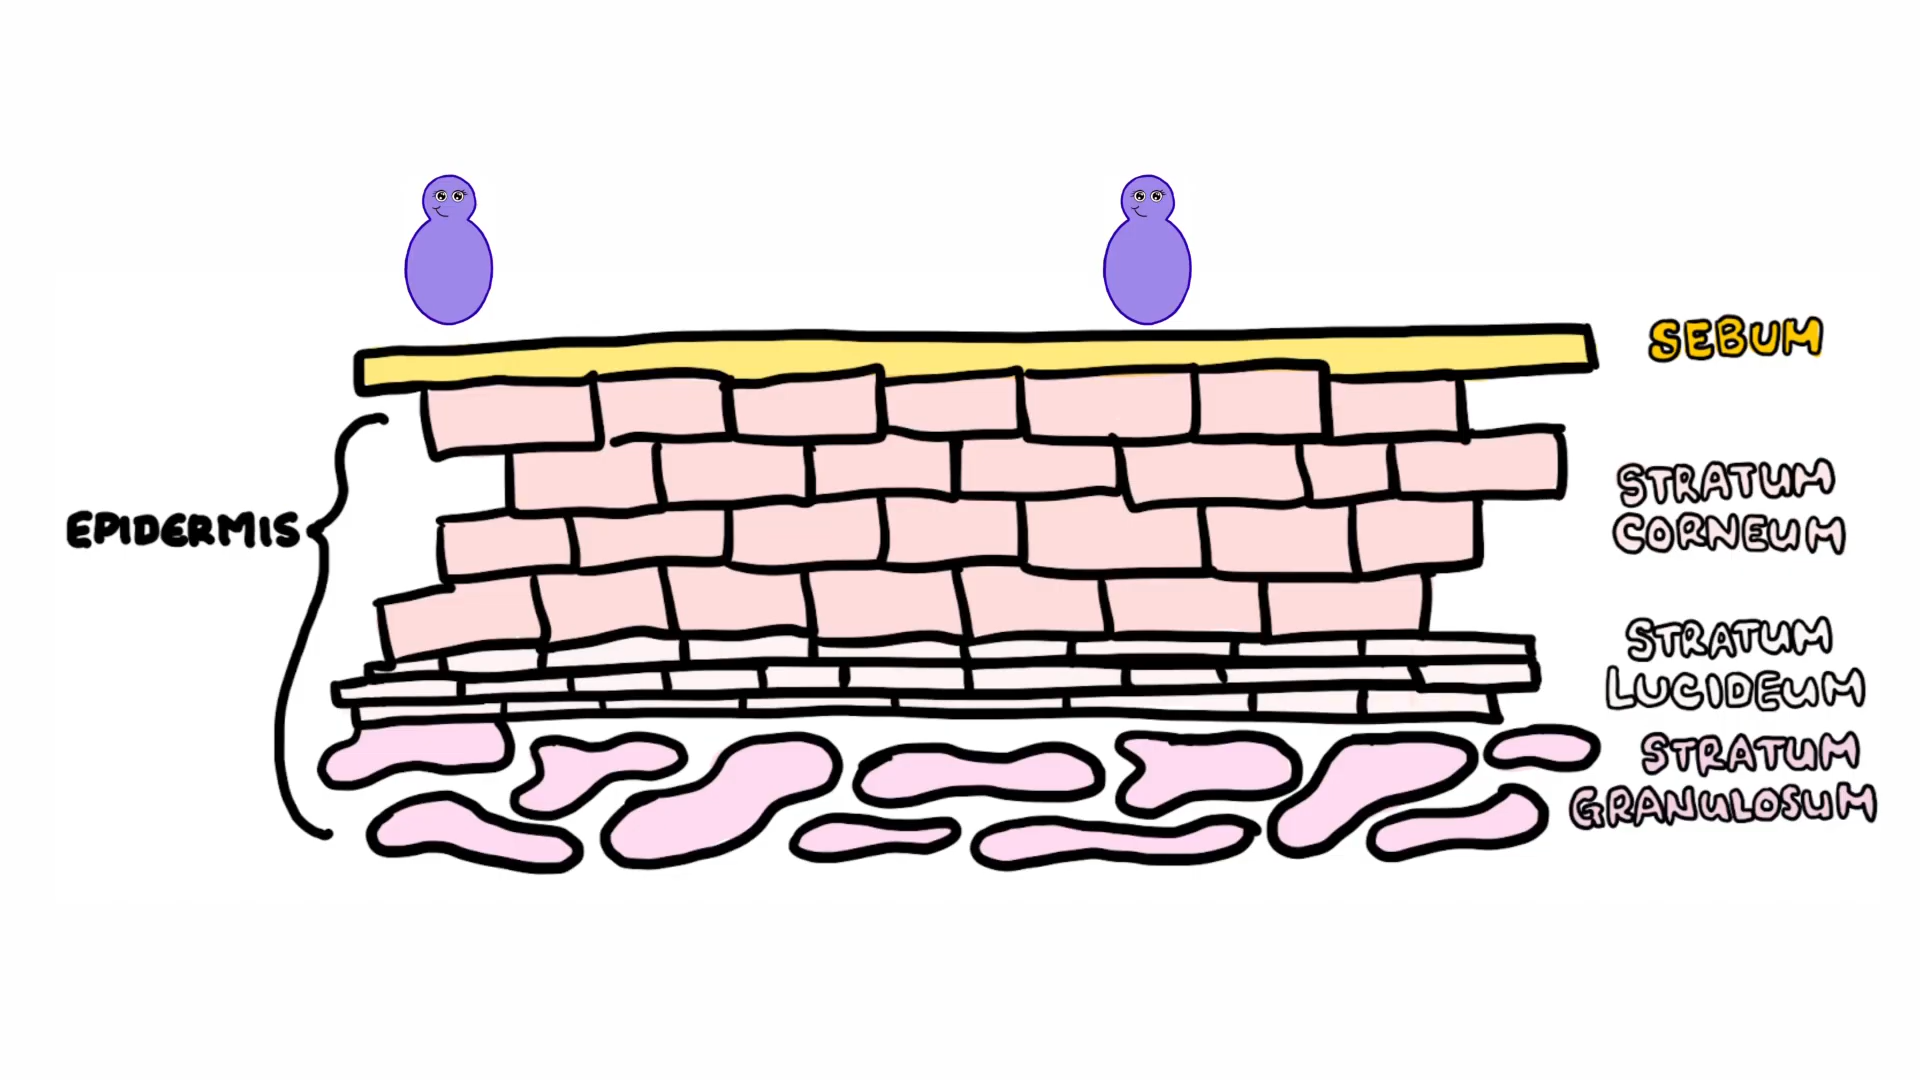 SEBUM
EPIDERMIS
STRATUM
CORNEUM
STRATUM
LUCIDEUM
STRATUM
GRANULOSUM